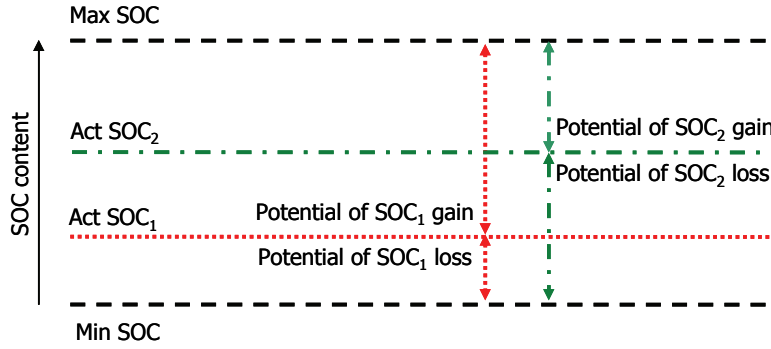 Max SOC
SOC content
Act SOC₂
Potential of SOC₂ gain
Potential of SOC₂ loss
Act SOC₁
Potential of SOC₁ gain
Potential of SOC₁ loss
Min SOC